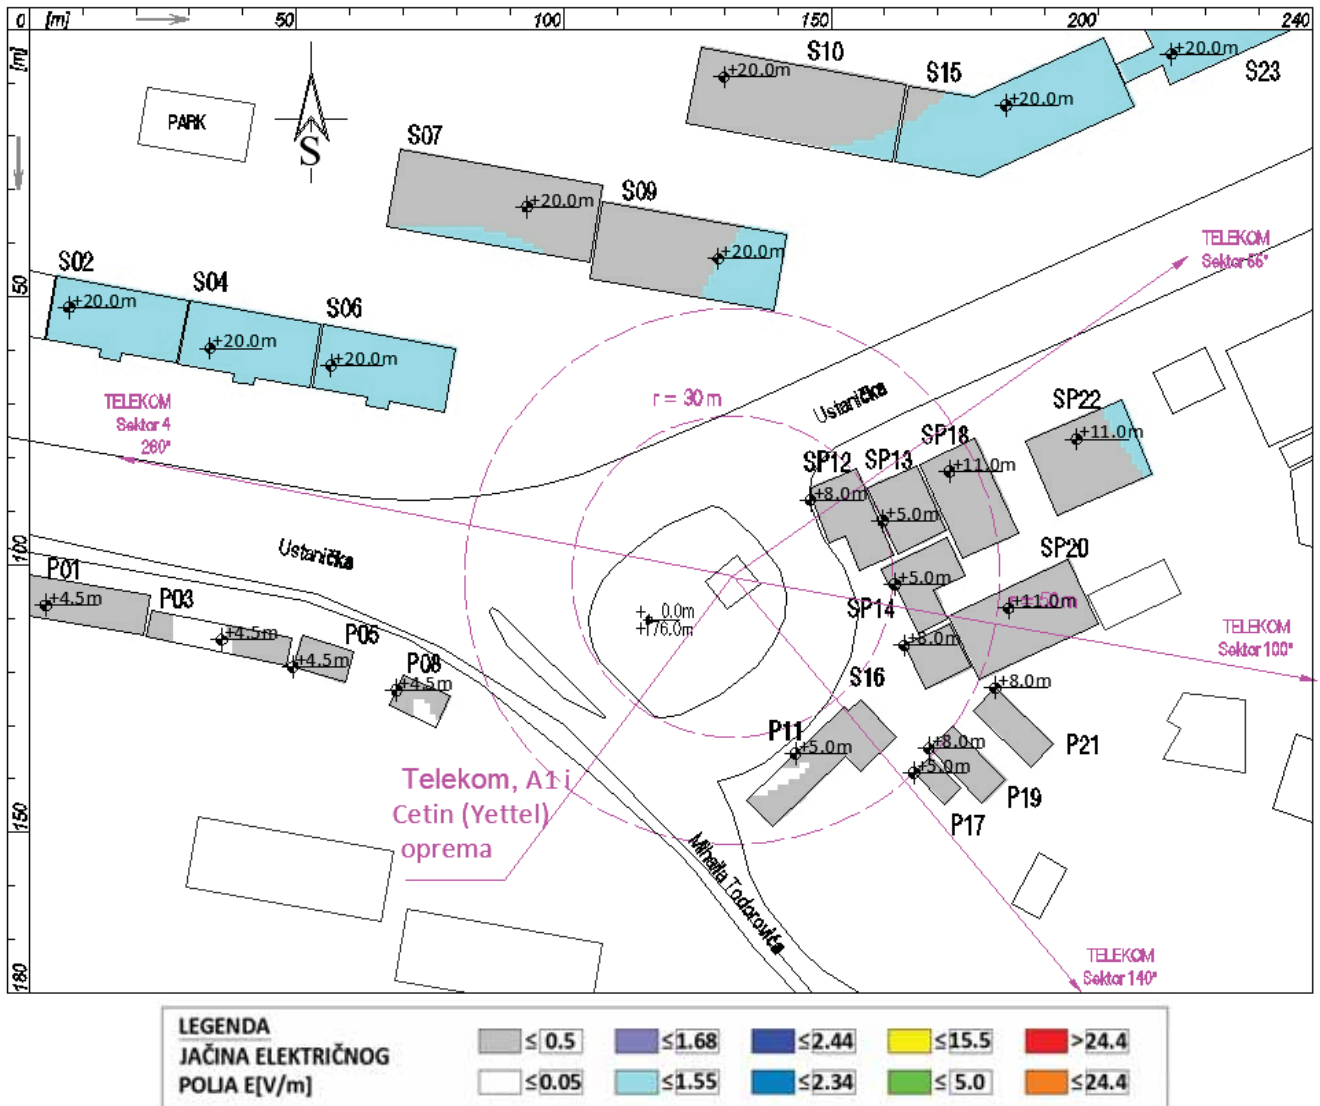 0 [m] 50 100 150 200 240
[m]
50
100
150
180
PARK
S
S10
+20.0m
S15
+20.0m
+20.0m
S23
S07
+20.0m
S09
+20.0m
S02
+20.0m
S04
+20.0m
S06
+20.0m
TELEKOM
Sektor 4
280°
TELEKOM
Sektor 55°
r = 30 m
Ustanička
SP22
+11.0m
SP18
+11.0m
SP12
+8.0m
SP13
+5.0m
SP20
+11.0m
+5.0m
SP14
+8.0m
Ustanička
P01
+4.5m
P03
+4.5m
P05
+4.5m
P08
+4.5m
+ 0.0m
+176.0m
TELEKOM
Sektor 100°
S16
P11
+5.0m
+8.0m
P21
+8.0m
P19
+5.0m
P17
Telekom, A1 i
Cetin (Yettel)
oprema
Mihaila Todorovića
TELEKOM
Sektor 140°
LEGENDA
JAČINA ELEKTRIČNOG
POLJA E[V/m]
≤ 0.5 ≤ 1.68 ≤ 2.44 ≤ 15.5 > 24.4
≤ 0.05 ≤ 1.55 ≤ 2.34 ≤ 5.0 ≤ 24.4